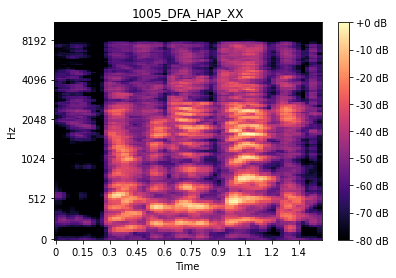 1005_DFA_HAP_XX
Hz
8192
4096
2048
1024
512
0
0 0.15 0.3 0.45 0.6 0.75 0.9 1.1 1.2 1.4
Time
+0 dB
-10 dB
-20 dB
-30 dB
-40 dB
-50 dB
-60 dB
-70 dB
-80 dB